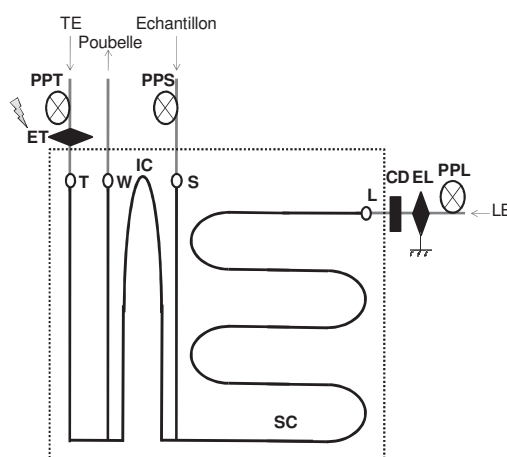 TE
Echantillon
Poubelle
PPT
PPS
ET
IC
T
W
S
L
CD
EL
PPL
LE
SC